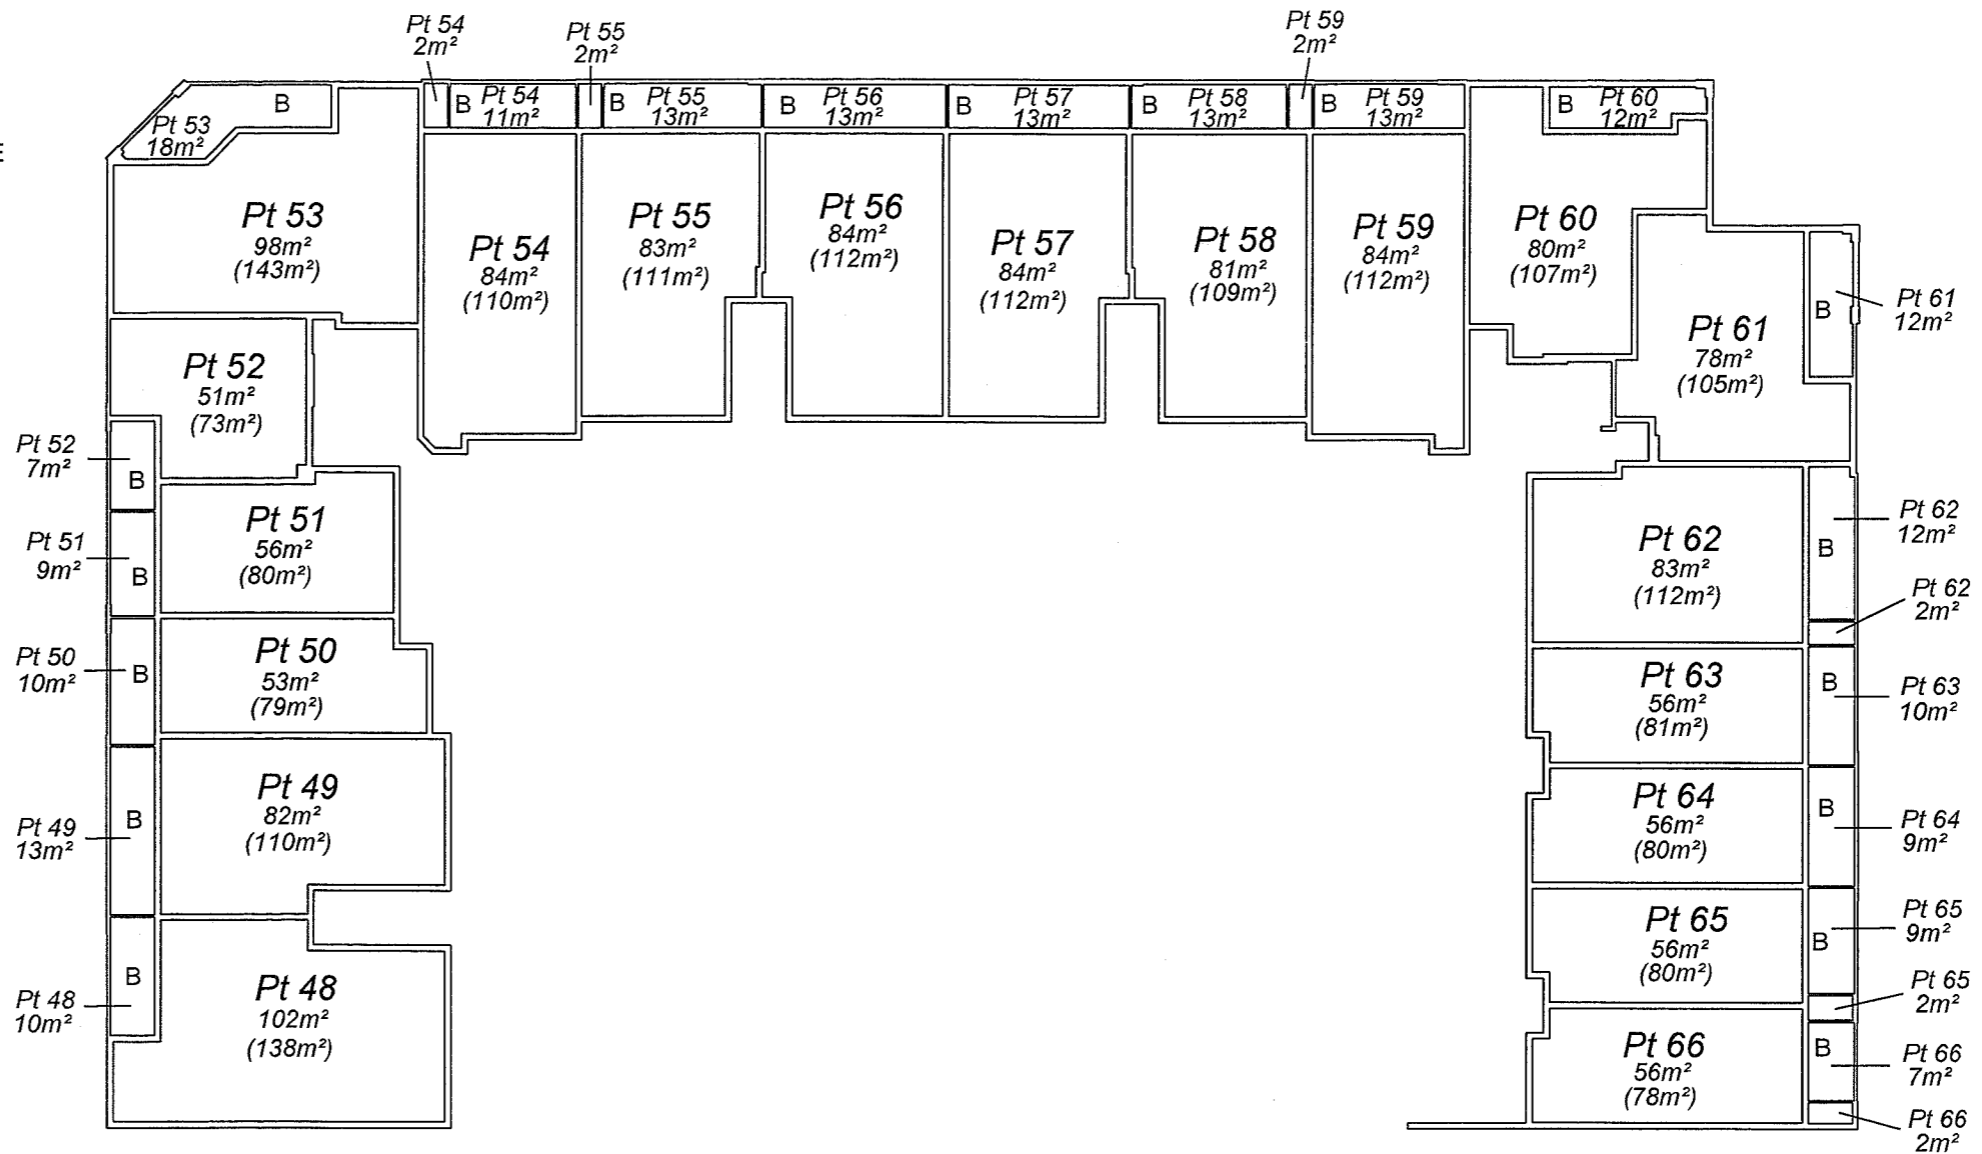 Pt 54
2m²
Pt 55
2m²
Pt 59
2m²
B
Pt 53
18m²
B
Pt 54
11m²
B
Pt 55
13m²
B
Pt 56
13m²
B
Pt 57
13m²
B
Pt 58
13m²
B
Pt 59
13m²
B
Pt 60
12m²
E
Pt 53
98m²
(143m²)
Pt 54
84m²
(110m²)
Pt 55
83m²
(111m²)
Pt 56
84m²
(112m²)
Pt 57
84m²
(112m²)
Pt 58
81m²
(109m²)
Pt 59
84m²
(112m²)
Pt 60
80m²
(107m²)
Pt 61
78m²
(105m²)
B
Pt 61
12m²
Pt 52
51m²
(73m²)
Pt 52
7m²
B
Pt 51
56m²
(80m²)
Pt 51
9m²
B
Pt 50
53m²
(79m²)
Pt 50
10m²
B
Pt 49
82m²
(110m²)
Pt 49
13m²
B
Pt 48
102m²
(138m²)
Pt 48
10m²
B
Pt 62
83m²
(112m²)
B
Pt 62
12m²
Pt 62
2m²
Pt 63
56m²
(81m²)
B
Pt 63
10m²
Pt 64
56m²
(80m²)
B
Pt 64
9m²
Pt 65
56m²
(80m²)
B
Pt 65
9m²
Pt 65
2m²
Pt 66
56m²
(78m²)
B
Pt 66
7m²
Pt 66
2m²